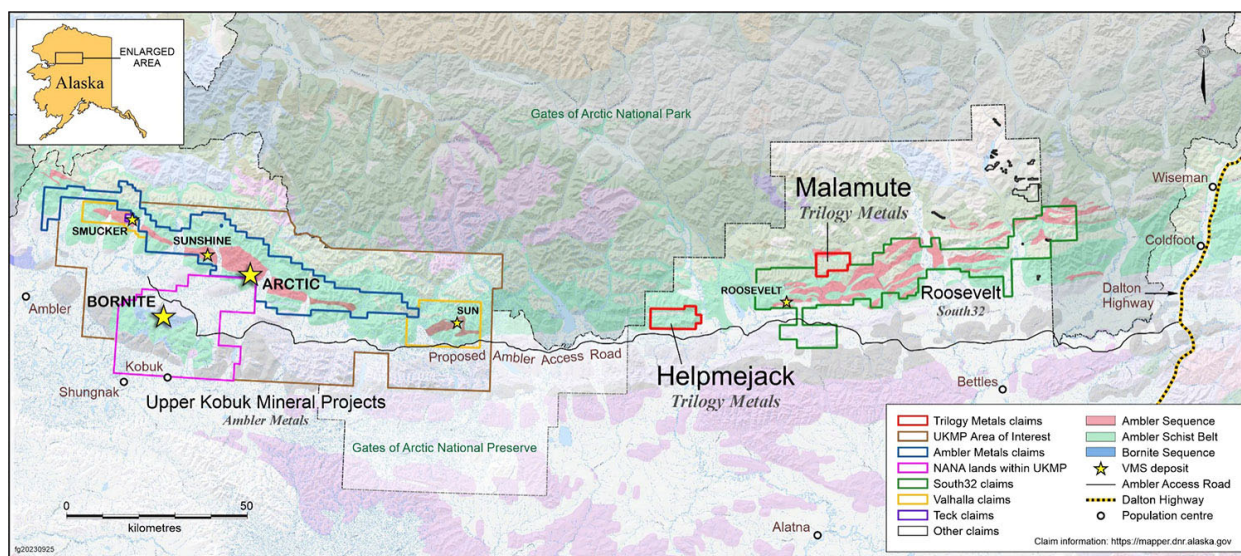 ENLARGED
AREA
Alaska
Gates of Arctic National Park
Wiseman
Malamute
Trilogy Metals
SMUCKER
SUNSHINE
Coldfoot
ARCTIC
ROOSEVELT
Roosevelt
South32
Dalton
Highway
Ambler
BORNITE
SUN
Proposed Ambler Access Road
Kobuk
Shungnak
Helpmejack
Trilogy Metals
Bettles
Upper Kobuk Mineral Projects
Ambler Metals
Gates of Arctic National Preserve
Alatna
0 50
kilometres
Trilogy Metals claims
UKMP Area of Interest
Ambler Metals claims
NANA lands within UKMP
South32 claims
Valhalla claims
Teck claims
Other claims
Ambler Sequence
Ambler Schist Belt
Bornite Sequence
VMS deposit
Ambler Access Road
Dalton Highway
Population centre
Claim information: https://mapper.dnr.alaska.gov
fg20230925